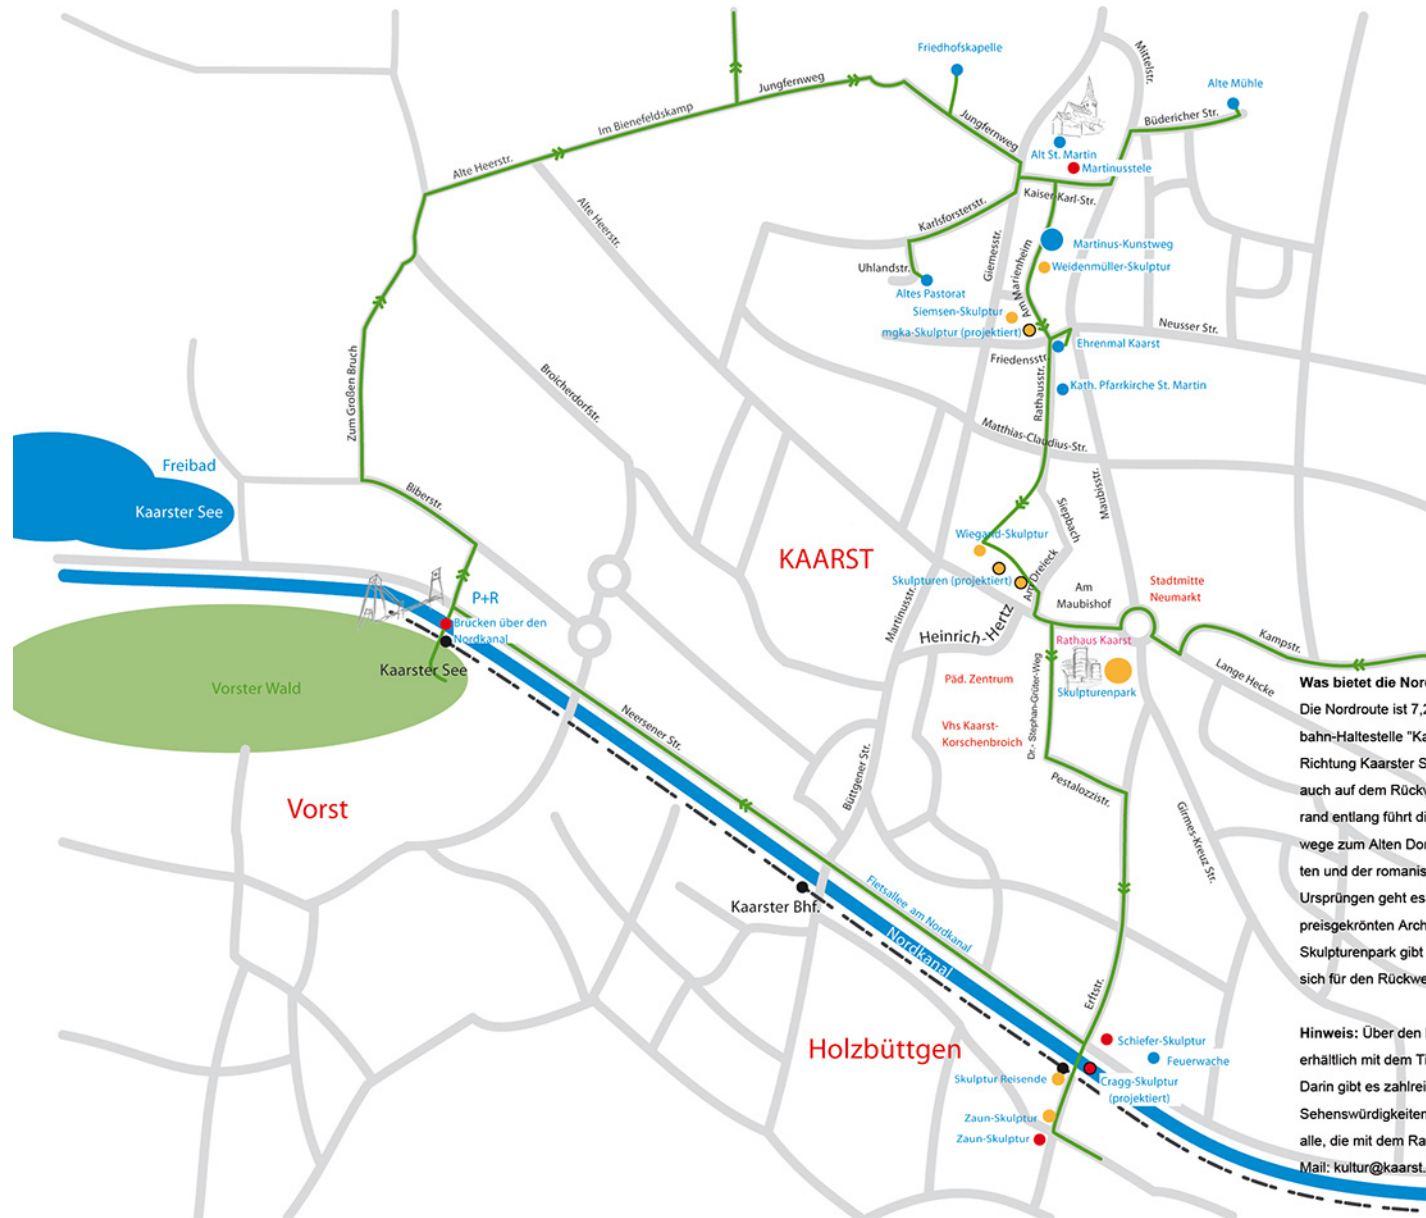 Friedhofskapelle
Mittelstr.
Alte Mühle
Jungfernweg
Im Bienefeldskamp
Büdericher Str.
Jungfernweg
Alt St. Martin
Martinusstele
Alte Heerstr.
Kaiser-Karl-Str.
Karlsforsterstr.
Alte Heerstr.
Giemesstr.
Am Marienheim
Martinus-Kunstweg
Uhlandstr.
Weidenmüller-Skulptur
Altes Pastorat
Siemsen-Skulptur
mgka-Skulptur (projektiert)
Neusser Str.
Ehrenmal Kaarst
Friedensstr.
Zum Großen Bruch
Broicherdorfstr.
Rathausstr.
Kath. Pfarrkirche St. Martin
Matthias-Claudius-Str.
Freibad
Maubisstr.
Biberstr.
Kaarster See
Siepbach
Wiegand-Skulptur
KAARST
Skulpturen (projektiert)
Am Dreieck
Stadtmitte
Neumarkt
Am
Maubishof
P+R
Martinusstr.
Heinrich-Hertz
Brücken über den
Nordkanal
Rathaus Kaarst
Kampstr.
Kaarster See
Lange Hecke
Vorster Wald
Päd. Zentrum
Skulpturenpark
Dr.- Stephan-Grüter-Weg
Neersener Str.
Vhs Kaarst-
Korschenbroich
Vorst
Büttgener Str.
Pestalozzistr.
Girmes-Kreuz Str.
Kaarster Bhf.
Fietsallee am Nordkanal
Nordkanal
Erftstr.
Holzbüttgen
Schiefer-Skulptur
Feuerwache
Skulptur Reisende
Cragg-Skulptur
(projektiert)
Zaun-Skulptur
Zaun-Skulptur
Was bietet die Nor
Die Nordroute ist 7,2
bahn-Haltestelle "Ka
Richtung Kaarster S
auch auf dem Rückw
rand entlang führt di
wege zum Alten Dor
ten und der romanis
Ursprüngen geht es
preisgekrönten Arch
Skulpturenpark gibt
sich für den Rückwe
Hinweis: Über den
erhältlich mit dem Ti
Darin gibt es zahlrei
Sehenswürdigkeiten
alle, die mit dem Ra
Mail: kultur@kaarst.